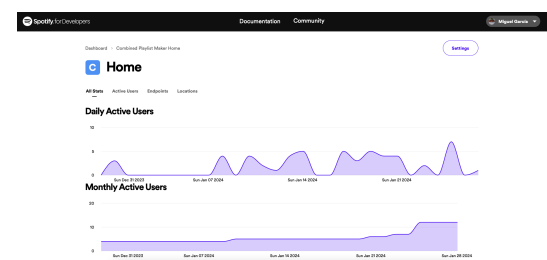 Spotify for Developers
Documentation
Community
Miguel Garcia
Dashboard > Combined Playlist Maker Home
Settings
C
Home
All Stats
Active Users
Endpoints
Locations
Daily Active Users
10
5
0
Sun Dec 31 2023
Sun Jan 07 2024
Sun Jan 14 2024
Sun Jan 21 2024
Monthly Active Users
20
10
0
Sun Dec 31 2023
Sun Jan 07 2024
Sun Jan 14 2024
Sun Jan 21 2024
Sun Jan 28 2024